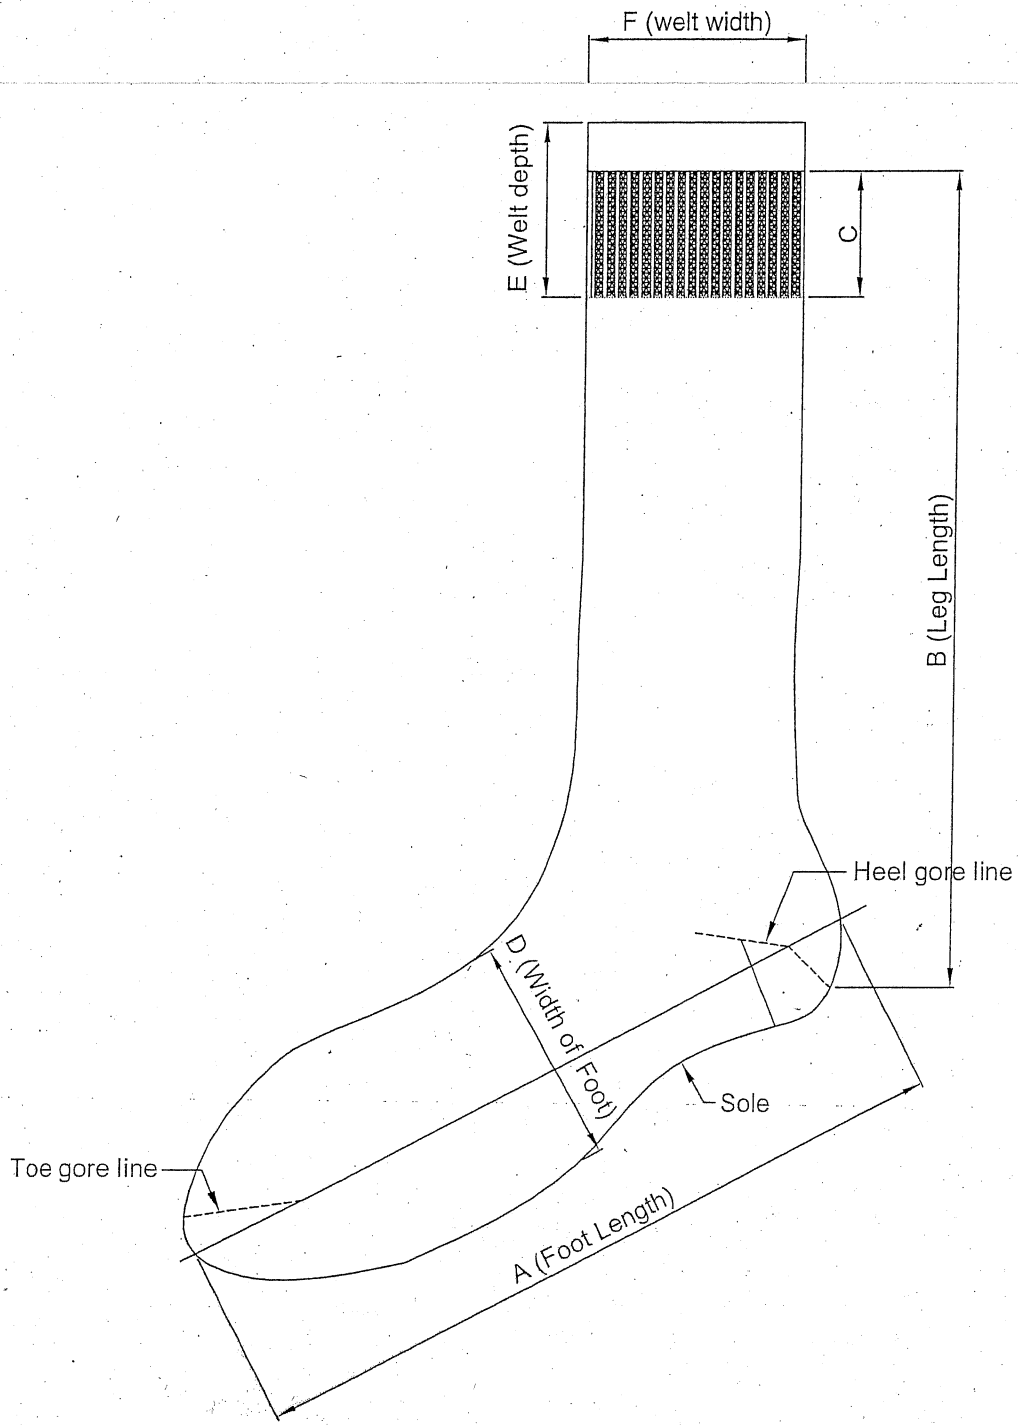 F (welt width)
E (Welt depth)
C
B (Leg Length)
Heel gore line
D (Width of Foot)
Sole
Toe gore line
A (Foot Length)